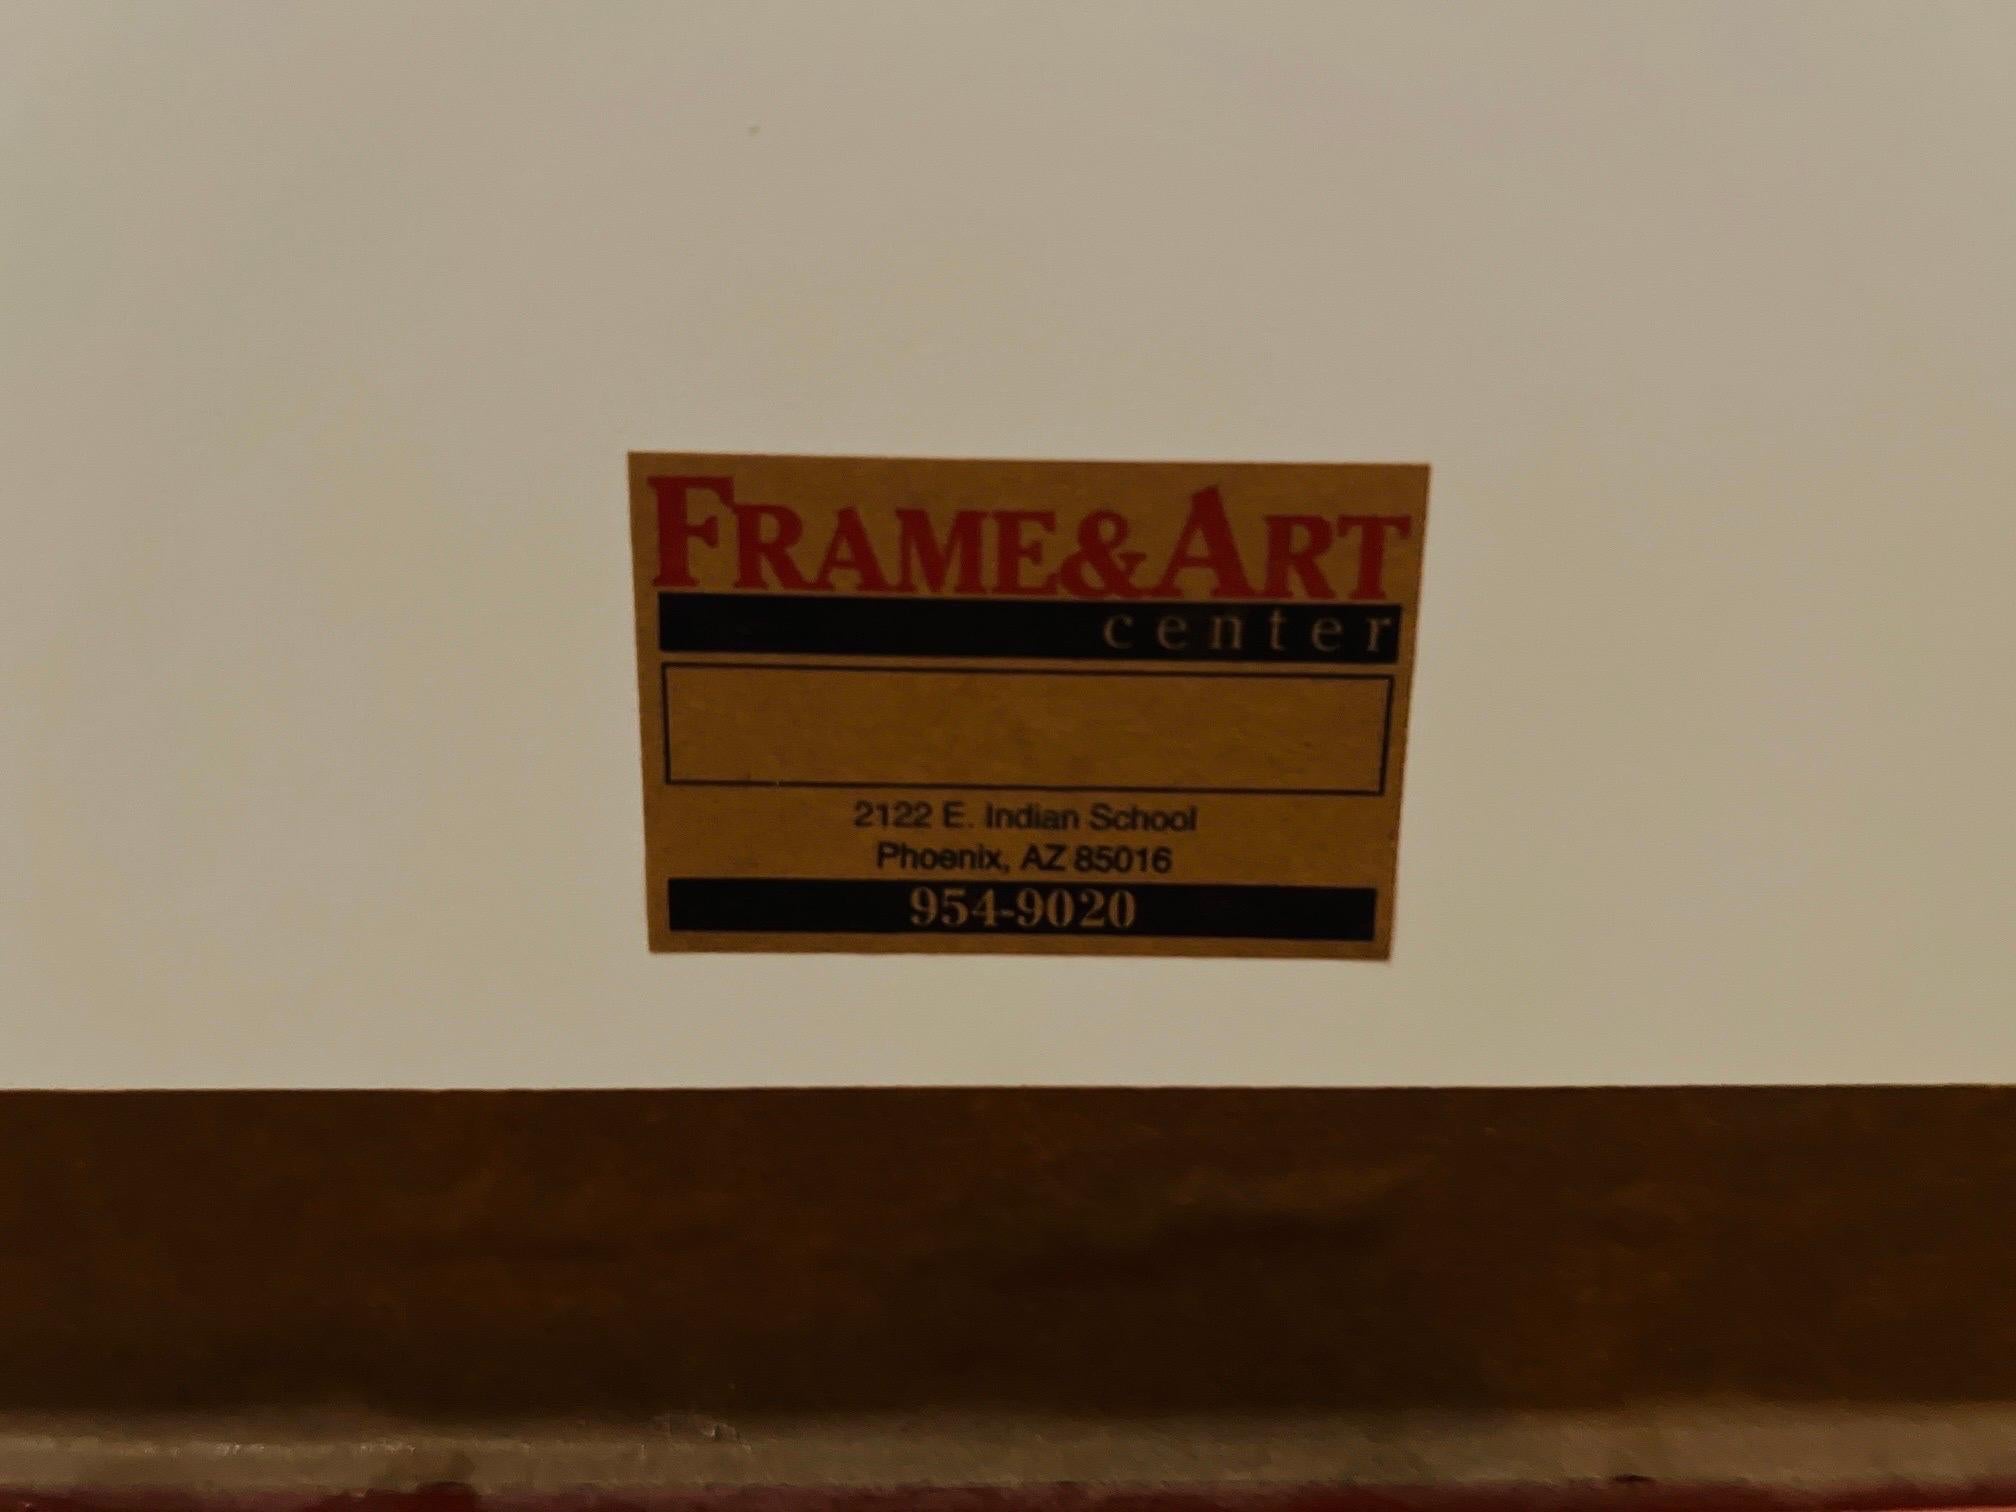 FRAME&ART
center
2122 E. Indian School
Phoenix, AZ 85016
954-9020